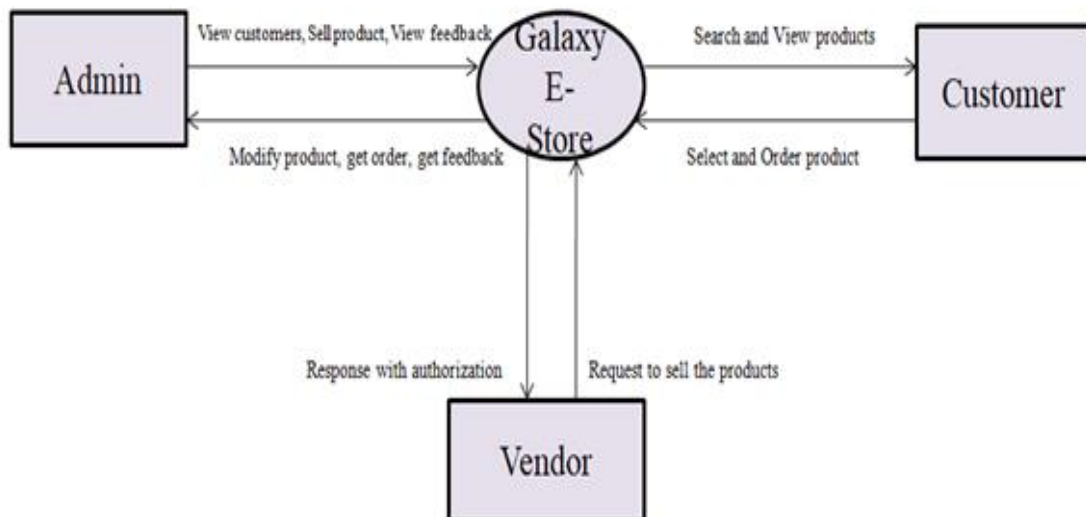 View customers, Sell product, View feedback
Admin
Modify product, get order, get feedback
Galaxy
E-
Store
Search and View products
Customer
Select and Order product
Response with authorization
Request to sell the products
Vendor